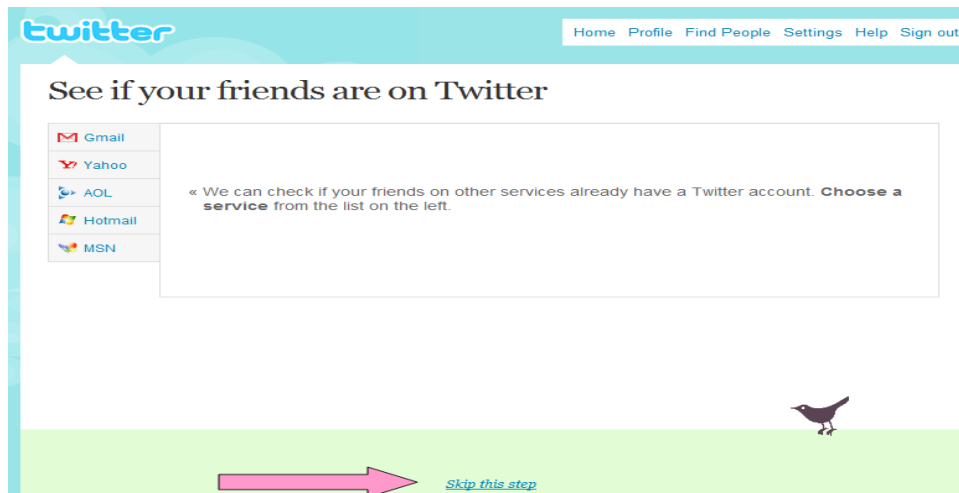 twitter
Home Profile Find People Settings Help Sign out
See if your friends are on Twitter
Gmail
Yahoo
AOL
Hotmail
MSN
« We can check if your friends on other services already have a Twitter account. Choose a
service from the list on the left.
Skip this step